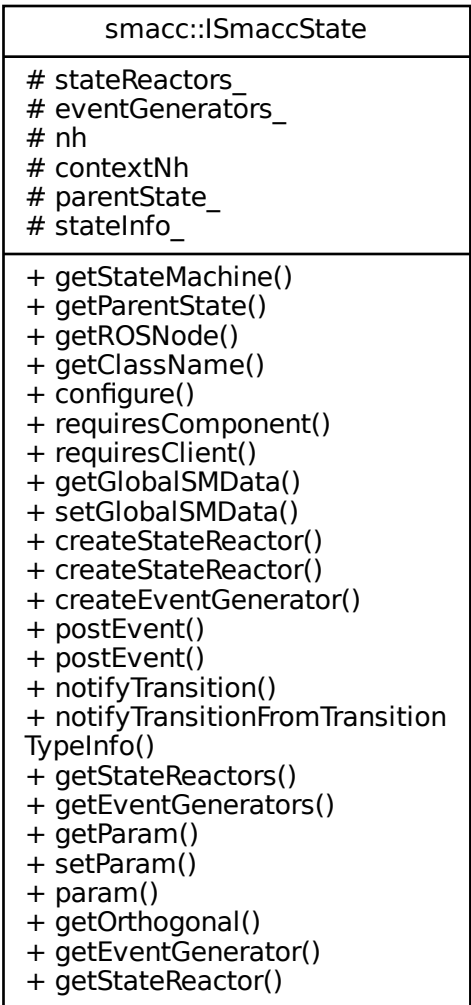 smacc::ISmaccState
# stateReactors_
# eventGenerators_
# nh
# contextNh
# parentState_
# stateInfo_
+ getStateMachine()
+ getParentState()
+ getROSNode()
+ getClassName()
+ configure()
+ requiresComponent()
+ requiresClient()
+ getGlobalSMData()
+ setGlobalSMData()
+ createStateReactor()
+ createStateReactor()
+ createEventGenerator()
+ postEvent()
+ postEvent()
+ notifyTransition()
+ notifyTransitionFromTransition
TypeInfo()
+ getStateReactors()
+ getEventGenerators()
+ getParam()
+ setParam()
+ param()
+ getOrthogonal()
+ getEventGenerator()
+ getStateReactor()